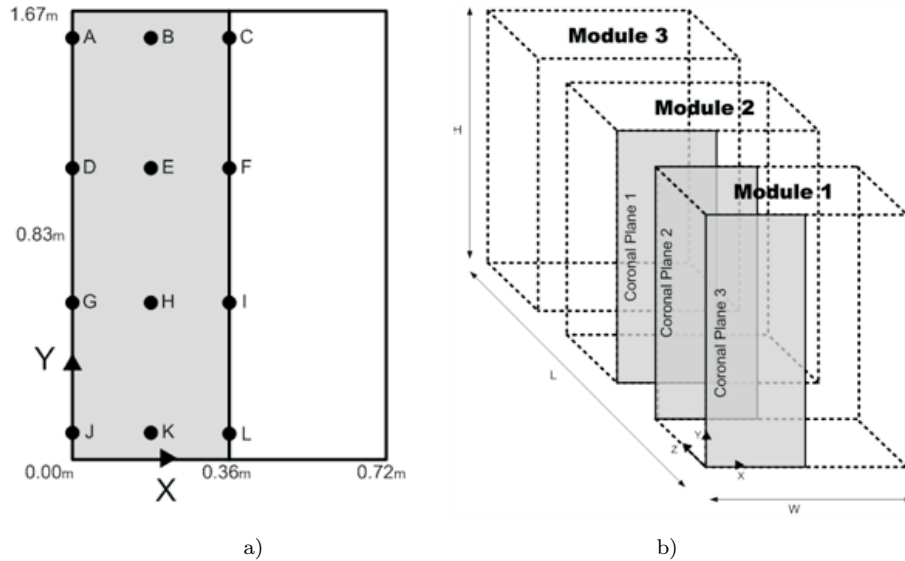 1.67m
A
B
C
D
E
F
0.83m
G
H
I
Y
J
K
L
0.00m
0.36m
0.72m
X
a)
Module 3
Module 2
Module 1
H
Coronal Plane 1
Coronal Plane 2
Coronal Plane 3
L
Y
Z
X
W
b)